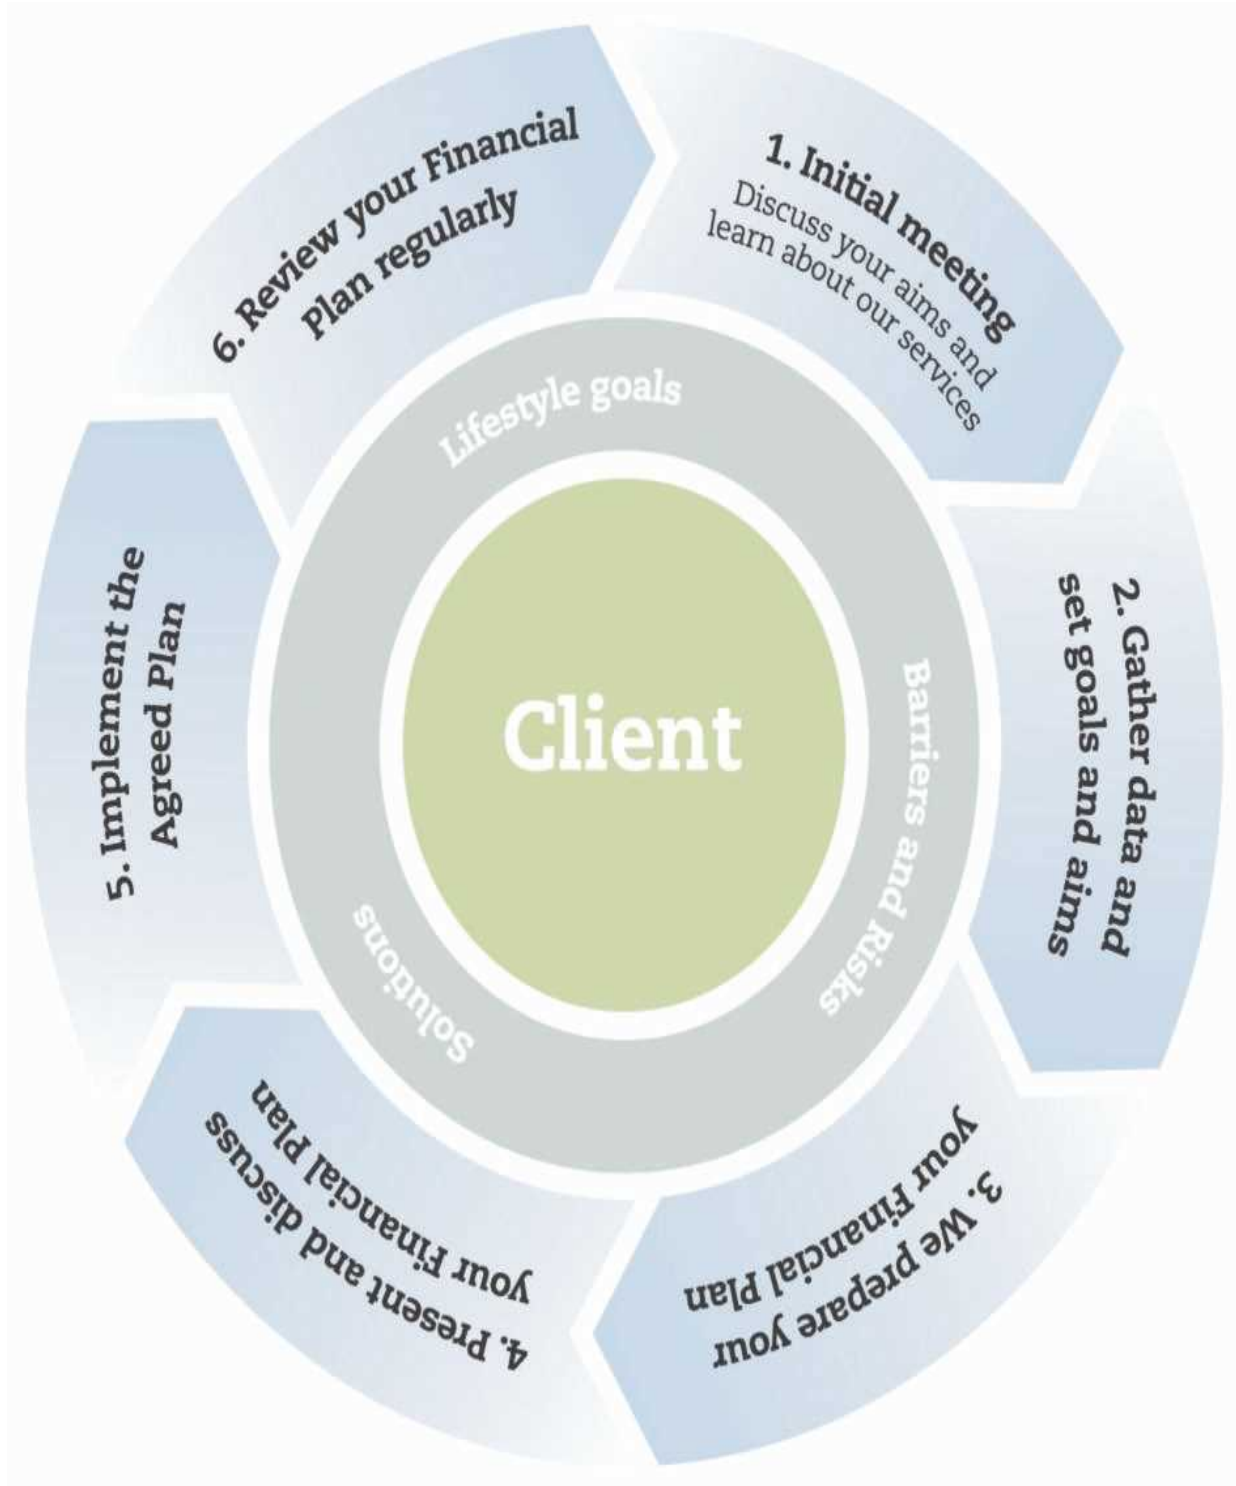 1. Initial meeting
Discuss your aims and
learn about our services
2. Gather data and
set goals and aims
3. We prepare your
your Financial Plan
4. Present and discuss
your Financial Plan
5. Implement the
Agreed Plan
6. Review your Financial
Plan regularly
Lifestyle goals
Barriers and Risks
Solutions
Client